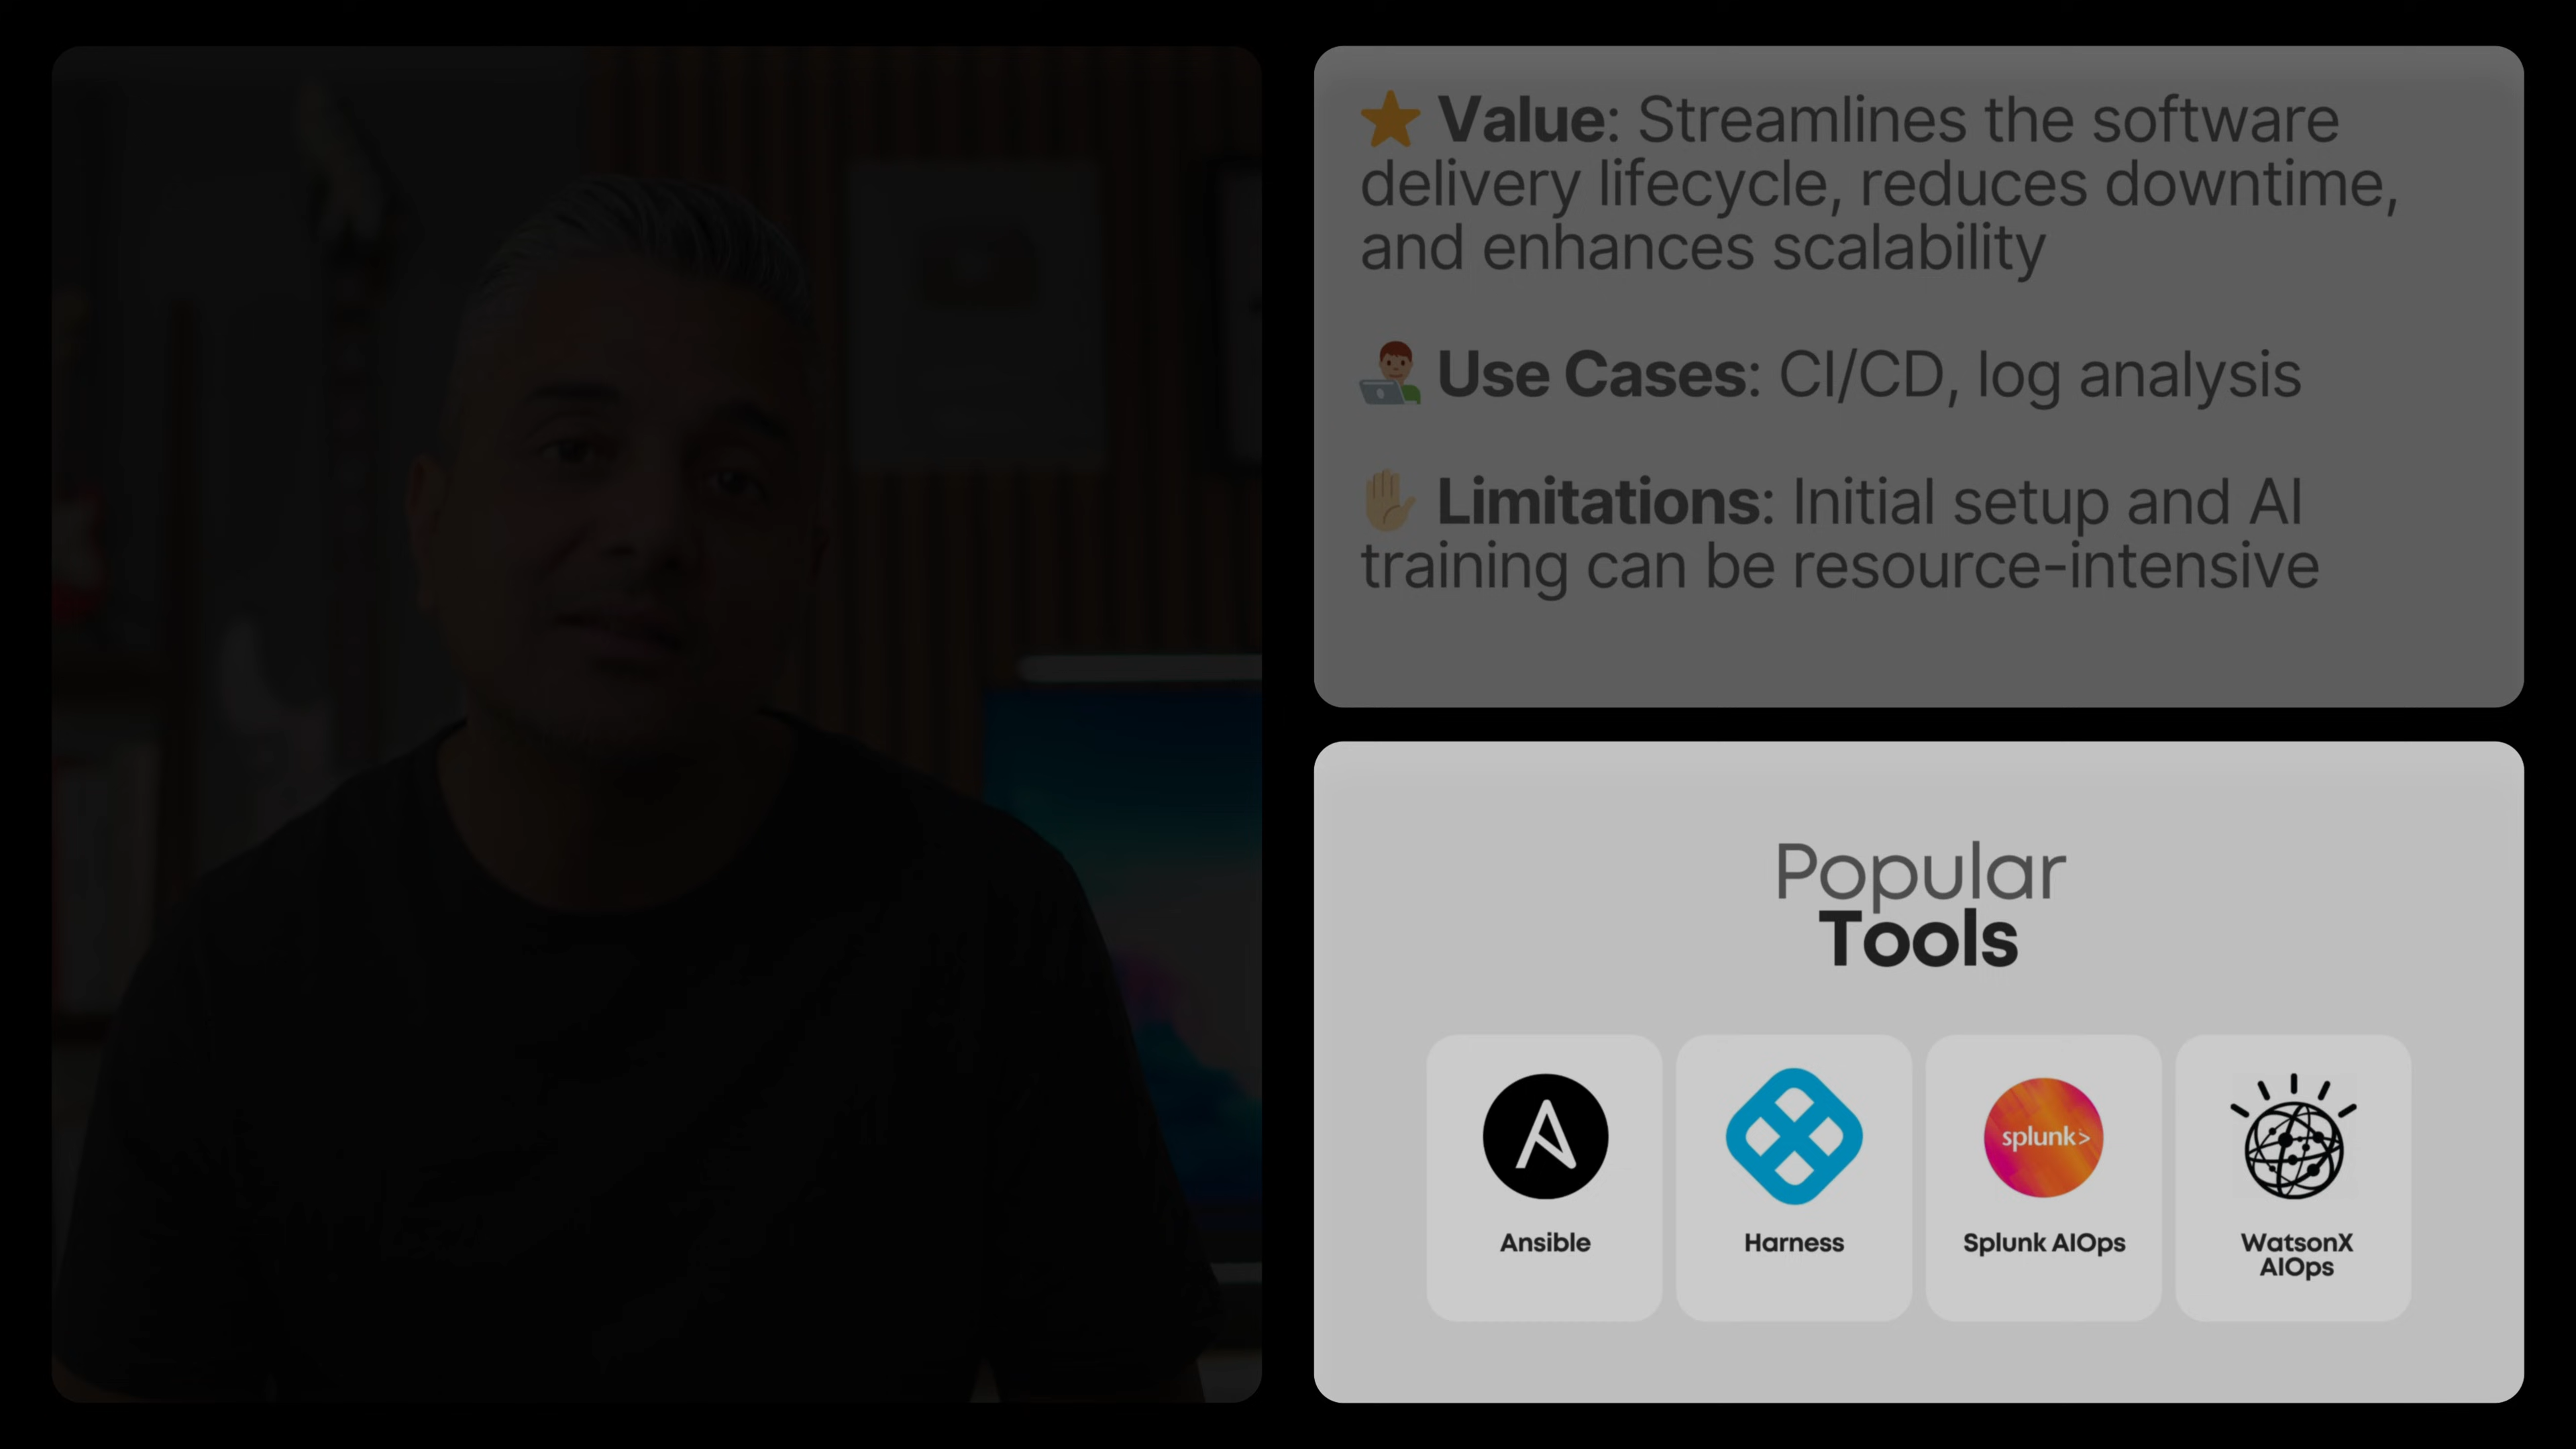 Value: Streamlines the software
delivery lifecycle, reduces downtime,
and enhances scalability
Use Cases: CI/CD, log analysis
Limitations: Initial setup and AI
training can be resource-intensive
Popular
Tools
splunk>
Ansible
Harness
Splunk AIOps
WatsonX
AIOps